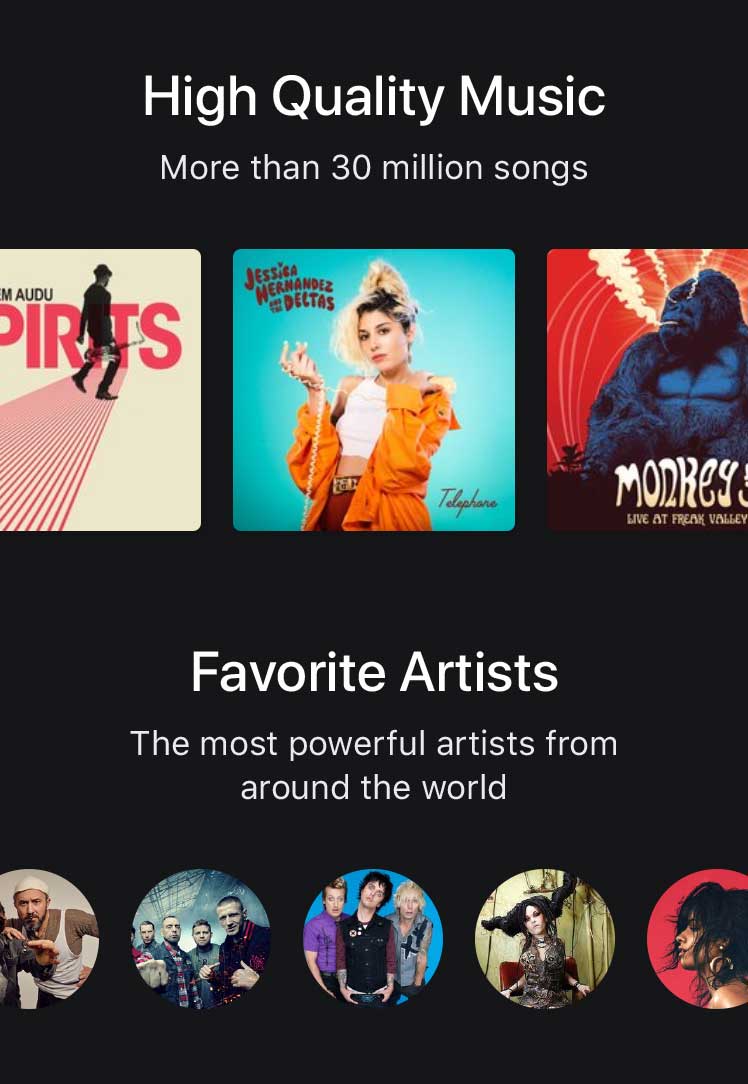 High Quality Music
More than 30 million songs
EM AUDU
PIRITS
JESSICA
HERNANDEZ
AND THE DELTAS
Telephone
MONKEY
LIVE AT FREAK VALLEY
Favorite Artists
The most powerful artists from
around the world